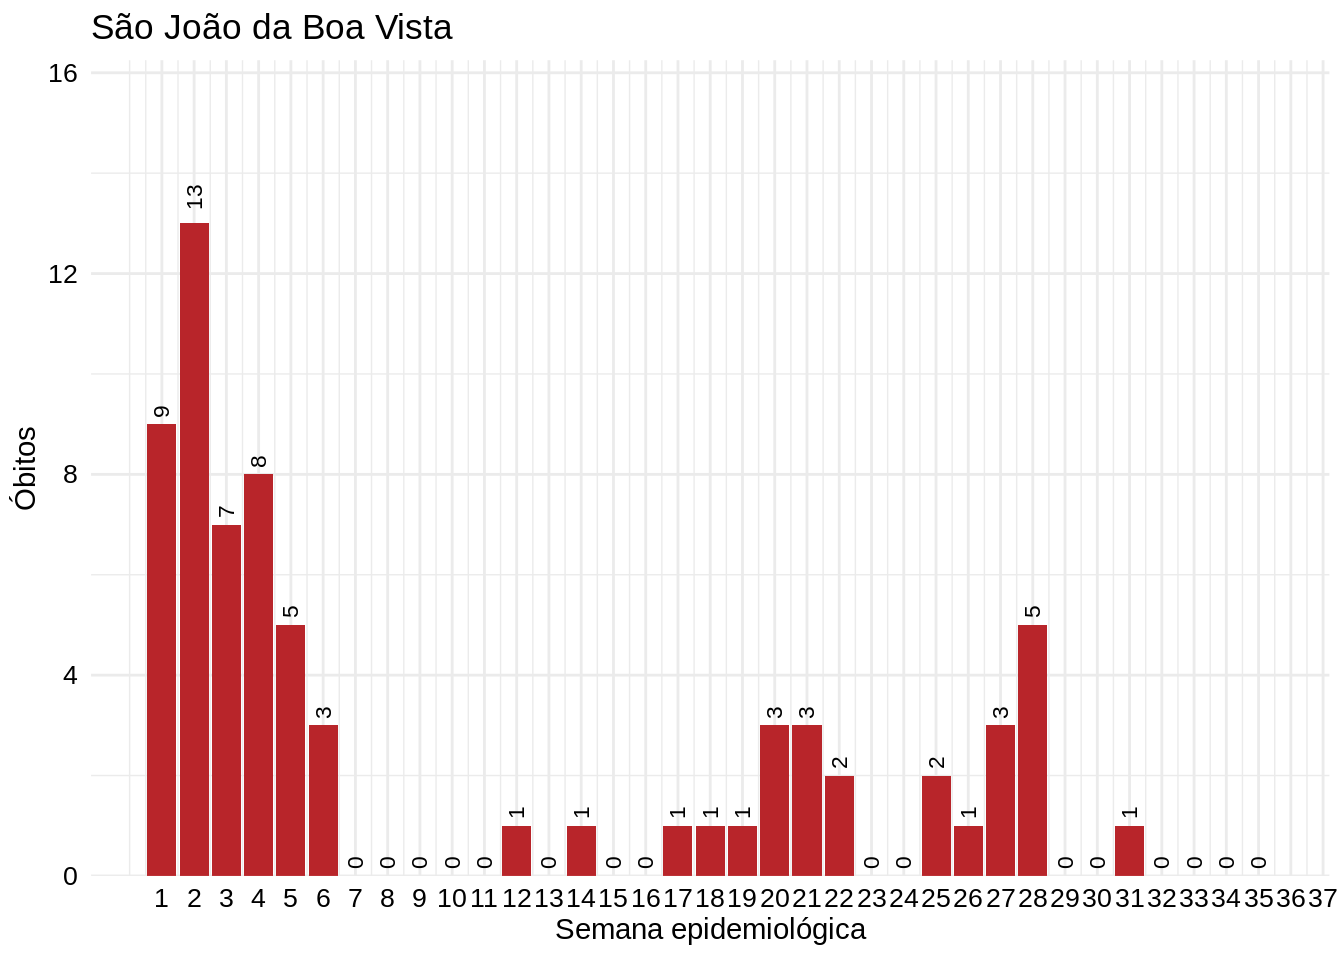 São João da Boa Vista
16
12
8
4
0
Óbitos
9 13 7 8 5 3 0 0 0 0 0 1 0 1 0 0 1 1 1 3 3 2 0 0 2 1 3 5 0 0 1 0 0 0 0
1 2 3 4 5 6 7 8 9 10 11 12 13 14 15 16 17 18 19 20 21 22 23 24 25 26 27 28 29 30 31 32 33 34 35 36 37
Semana epidemiológica